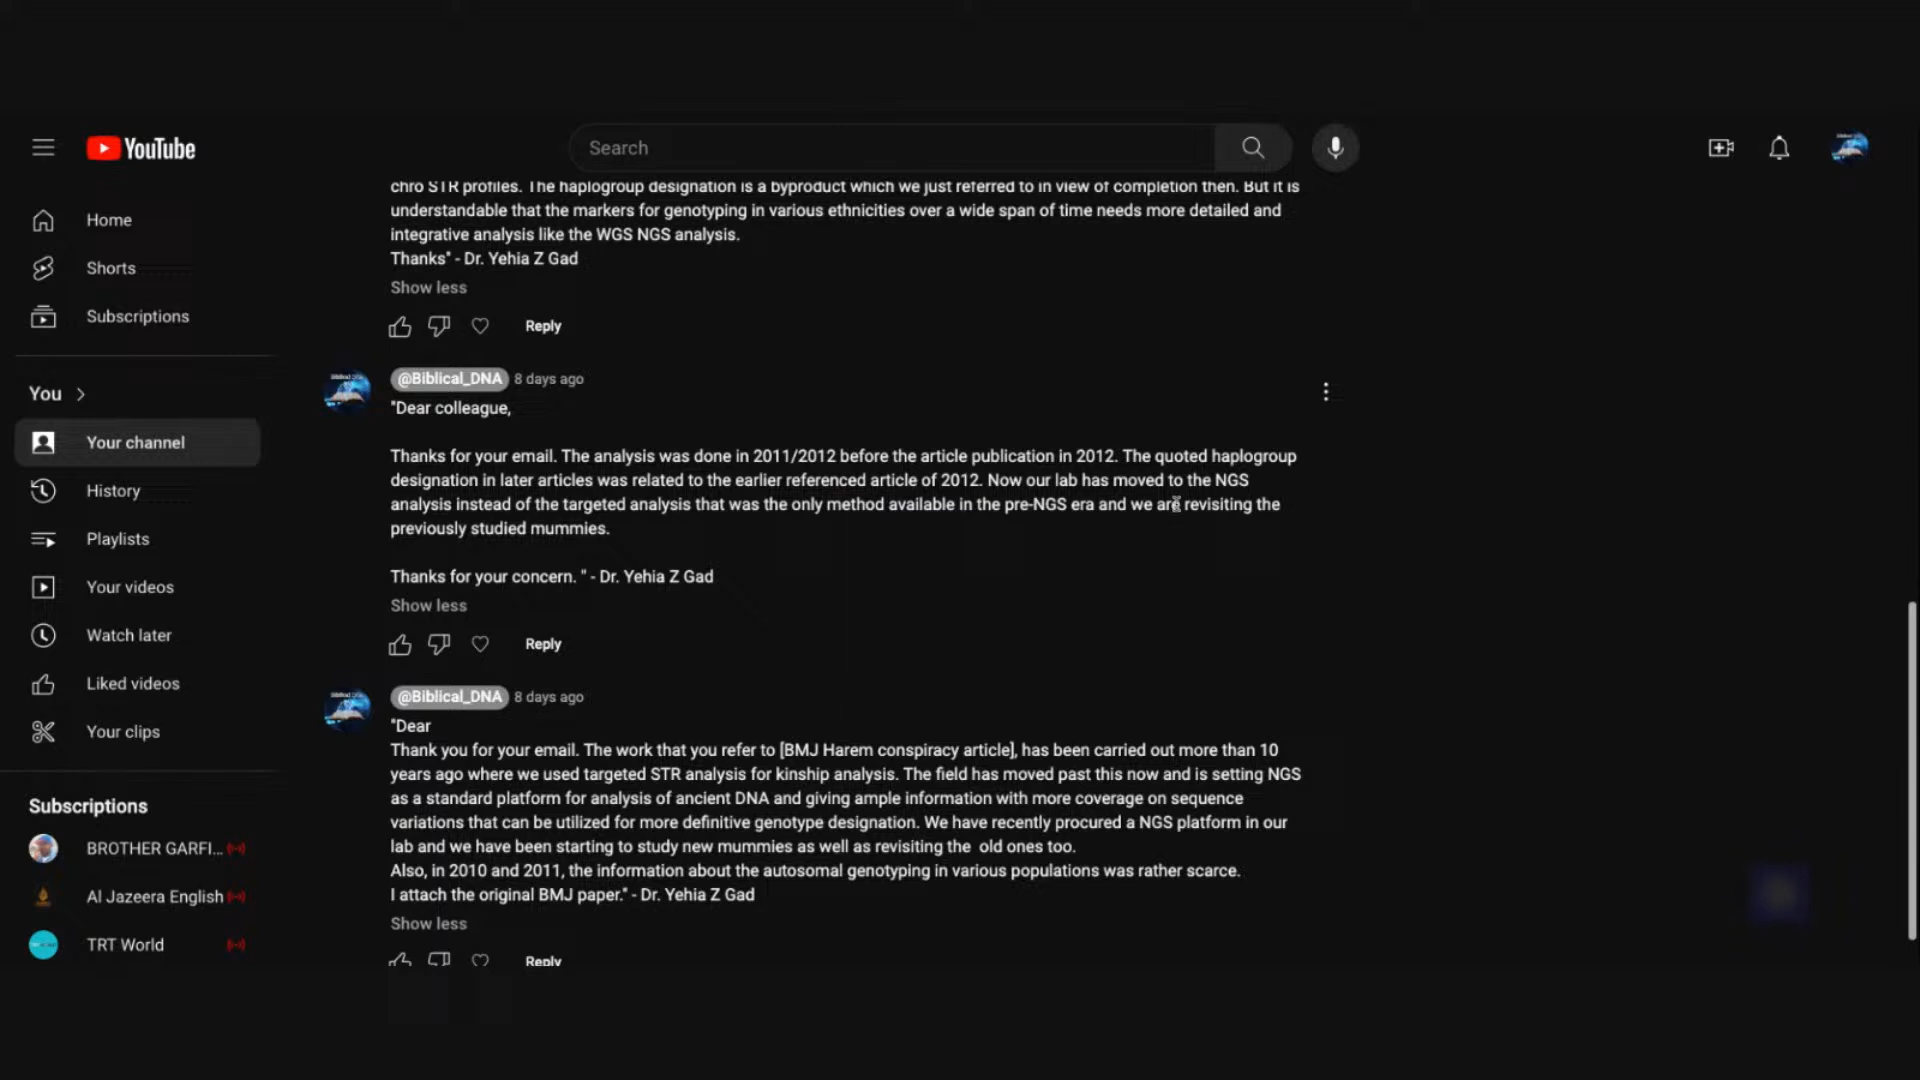 YouTube
Search
Home
Shorts
Subscriptions
You
Your channel
History
Playlists
Your videos
Watch later
Liked videos
Your clips
Subscriptions
BROTHER GARFI...
Al Jazeera English
TRT World
chro STR profiles. The haplogroup designation is a byproduct which we just referred to in view of completion then. But it is
understandable that the markers for genotyping in various ethnicities over a wide span of time needs more detailed and
integrative analysis like the WGS NGS analysis.
Thanks" - Dr. Yehia Z Gad
Show less
Reply
@Biblical_DNA 8 days ago
"Dear colleague,
Thanks for your email. The analysis was done in 2011/2012 before the article publication in 2012. The quoted haplogroup
designation in later articles was related to the earlier referenced article of 2012. Now our lab has moved to the NGS
analysis instead of the targeted analysis that was the only method available in the pre-NGS era and we are revisiting the
previously studied mummies.
Thanks for your concern. " - Dr. Yehia Z Gad
Show less
Reply
@Biblical_DNA 8 days ago
"Dear
Thank you for your email. The work that you refer to [BMJ Harem conspiracy article], has been carried out more than 10
years ago where we used targeted STR analysis for kinship analysis. The field has moved past this now and is setting NGS
as a standard platform for analysis of ancient DNA and giving ample information with more coverage on sequence
variations that can be utilized for more definitive genotype designation. We have recently procured a NGS platform in our
lab and we have been starting to study new mummies as well as revisiting the  old ones too.
Also, in 2010 and 2011, the information about the autosomal genotyping in various populations was rather scarce.
I attach the original BMJ paper." - Dr. Yehia Z Gad
Show less
Reply